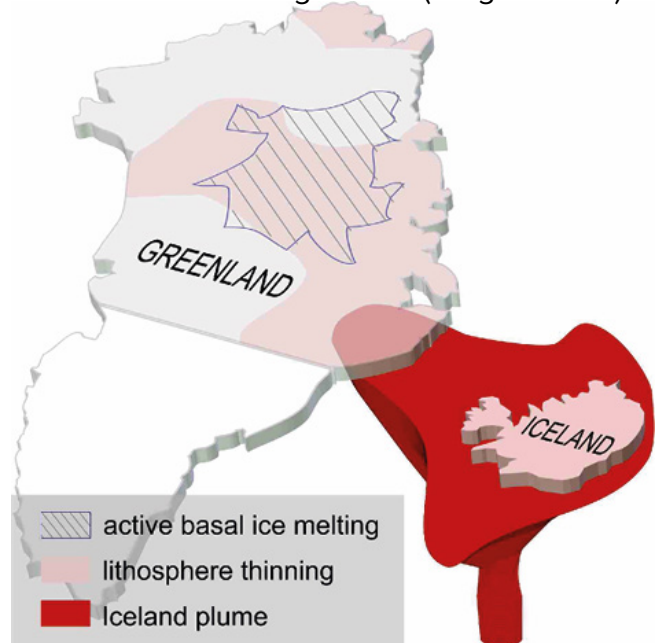 GREENLAND
ICELAND
active basal ice melting
lithosphere thinning
Iceland plume